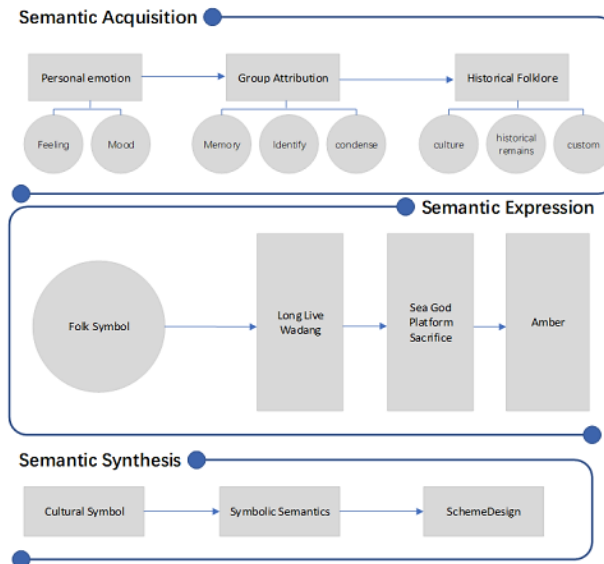 Semantic Acquisition
Personal emotion
Group Attribution
Historical Folklore
Feeling
Mood
Memory
Identify
condense
culture
historical
remains
custom
Semantic Expression
Folk Symbol
Long Live
Wadang
Sea God
Platform
Sacrifice
Amber
Semantic Synthesis
Cultural Symbol
Symbolic Semantics
SchemeDesign